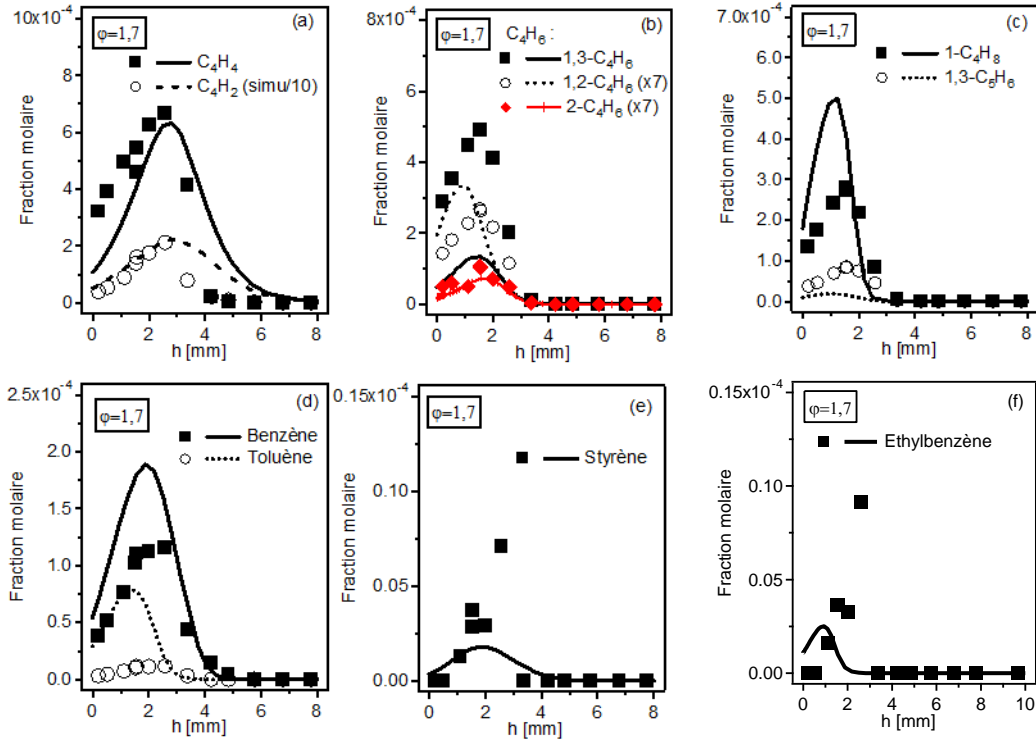 (a)
φ=1,7
C₄H₄
C₄H₂ (simu/10)
Fraction molaire
10x10⁻⁴
8
6
4
2
0
0 2 4 6 8
h [mm]
(b)
φ=1,7
C₄H₆ :
1,3-C₄H₆
1,2-C₄H₆ (x7)
2-C₄H₆ (x7)
Fraction molaire
8x10⁻⁴
6
4
2
0
0 2 4 6 8
h [mm]
(c)
φ=1,7
1-C₄H₈
1,3-C₅H₆
Fraction molaire
7.0x10⁻⁴
6.0
5.0
4.0
3.0
2.0
1.0
0.0
0 2 4 6 8
h [mm]
(d)
φ=1,7
Benzène
Toluène
Fraction molaire
2.5x10⁻⁴
2.0
1.5
1.0
0.5
0.0
0 2 4 6 8
h [mm]
(e)
φ=1,7
Styrène
Fraction molaire
0.15x10⁻⁴
0.10
0.05
0.00
0 2 4 6 8
h [mm]
(f)
φ=1,7
Ethylbenzène
Fraction molaire
0.15x10⁻⁴
0.10
0.05
0.00
0 2 4 6 8 10
h [mm]